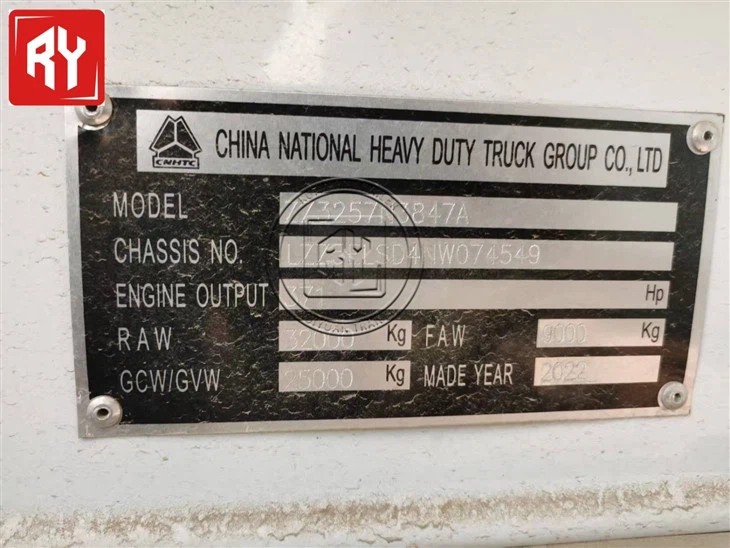 RY
CNHTC
CHINA NATIONAL HEAVY DUTY TRUCK GROUP CO., LTD
MODEL
CHASSIS NO.
ENGINE OUTPUT 371 Hp
RAW 32000 Kg FAW 9000 Kg
GCW/GVW 25000 Kg MADE YEAR 2022